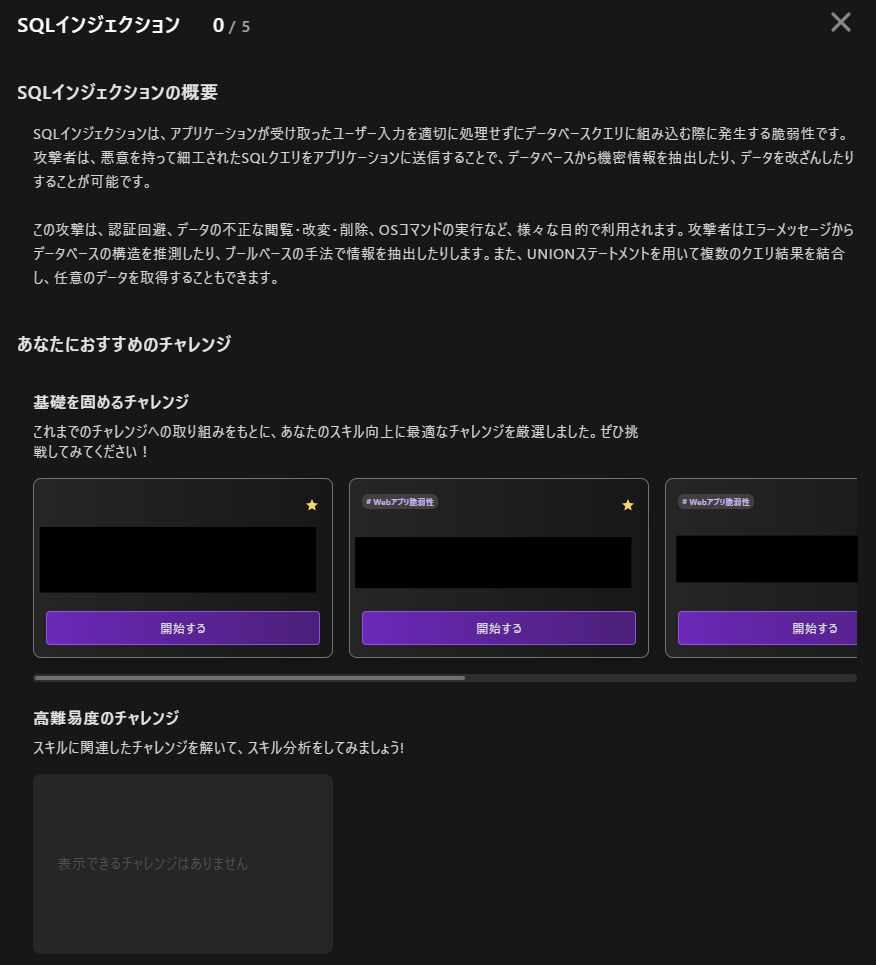 SQLインジェクション 0 / 5
SQLインジェクションの概要
SQLインジェクションは、アプリケーションが受け取ったユーザー入力を適切に処理せずにデータベースクエリに組み込む際に発生する脆弱性です。
攻撃者は、悪意を持って細工されたSQLクエリをアプリケーションに送信することで、データベースから機密情報を抽出したり、データを改ざんしたり
することが可能です。
この攻撃は、認証回避、データの不正な閲覧・改変・削除、OSコマンドの実行など、様々な目的で利用されます。攻撃者はエラーメッセージから
データベースの構造を推測したり、ブールベースの手法で情報を抽出したりします。また、UNIONステートメントを用いて複数のクエリ結果を結合
し、任意のデータを取得することもできます。
あなたにおすすめのチャレンジ
基礎を固めるチャレンジ
これまでのチャレンジへの取り組みをもとに、あなたのスキル向上に最適なチャレンジを厳選しました。ぜひ挑
戦してみてください！
# Webアプリ脆弱性 # Webアプリ脆弱性
開始する 開始する 開始する
高難易度のチャレンジ
スキルに関連したチャレンジを解いて、スキル分析をしてみましょう!
表示できるチャレンジはありません